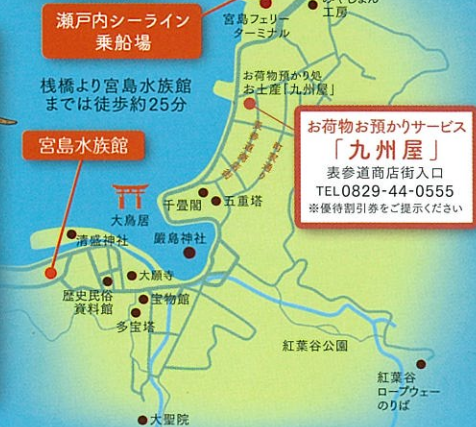 瀬戸内シーライン
乗船場
宮島フェリー
ターミナル
工房
桟橋より宮島水族館
までは徒歩約25分
お荷物預かり処
お土産「九州屋」
宮島水族館
お荷物お預かりサービス
「九州屋」
表参道商店街入口
TEL0829-44-0555
※優待割引券をご提示ください
表参道商店街
町家通り
大鳥居
千畳閣
五重塔
清盛神社
嚴島神社
大願寺
歴史民俗
資料館
宝物館
多宝塔
紅葉谷公園
紅葉谷
ロープウェー
のりば
大聖院